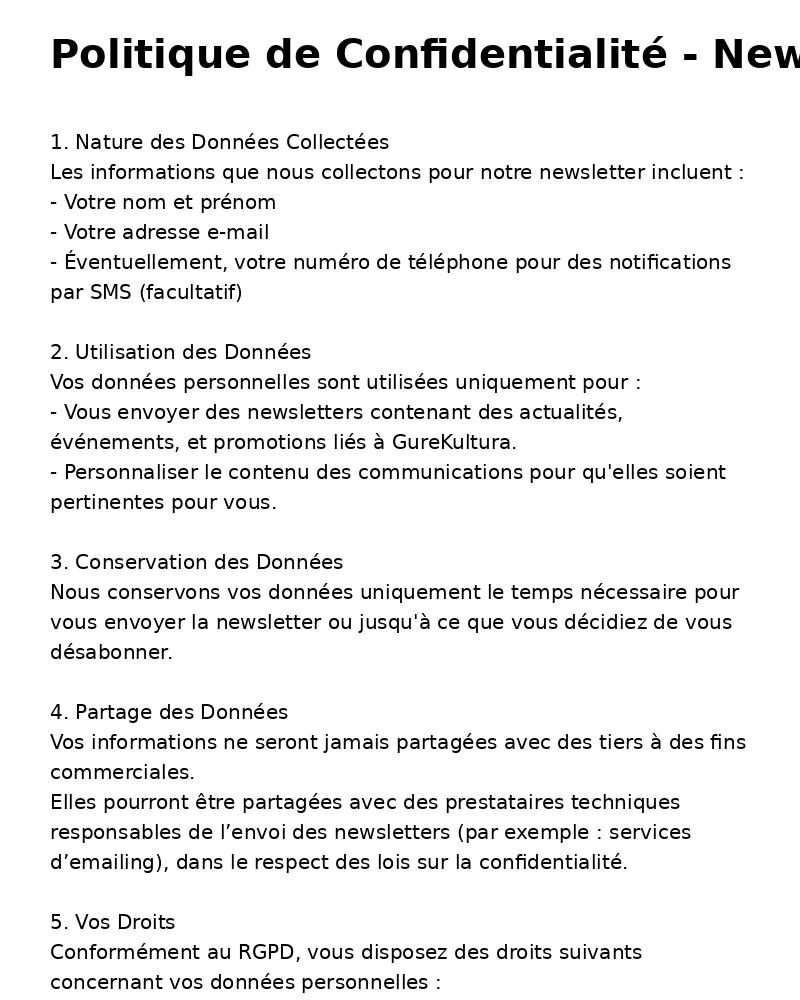 Politique de Confidentialité - New
1. Nature des Données Collectées
Les informations que nous collectons pour notre newsletter incluent :
- Votre nom et prénom
- Votre adresse e-mail
- Éventuellement, votre numéro de téléphone pour des notifications
par SMS (facultatif)
2. Utilisation des Données
Vos données personnelles sont utilisées uniquement pour :
- Vous envoyer des newsletters contenant des actualités,
événements, et promotions liés à GureKultura.
- Personnaliser le contenu des communications pour qu'elles soient
pertinentes pour vous.
3. Conservation des Données
Nous conservons vos données uniquement le temps nécessaire pour
vous envoyer la newsletter ou jusqu'à ce que vous décidiez de vous
désabonner.
4. Partage des Données
Vos informations ne seront jamais partagées avec des tiers à des fins
commerciales.
Elles pourront être partagées avec des prestataires techniques
responsables de l’envoi des newsletters (par exemple : services
d’emailing), dans le respect des lois sur la confidentialité.
5. Vos Droits
Conformément au RGPD, vous disposez des droits suivants
concernant vos données personnelles :